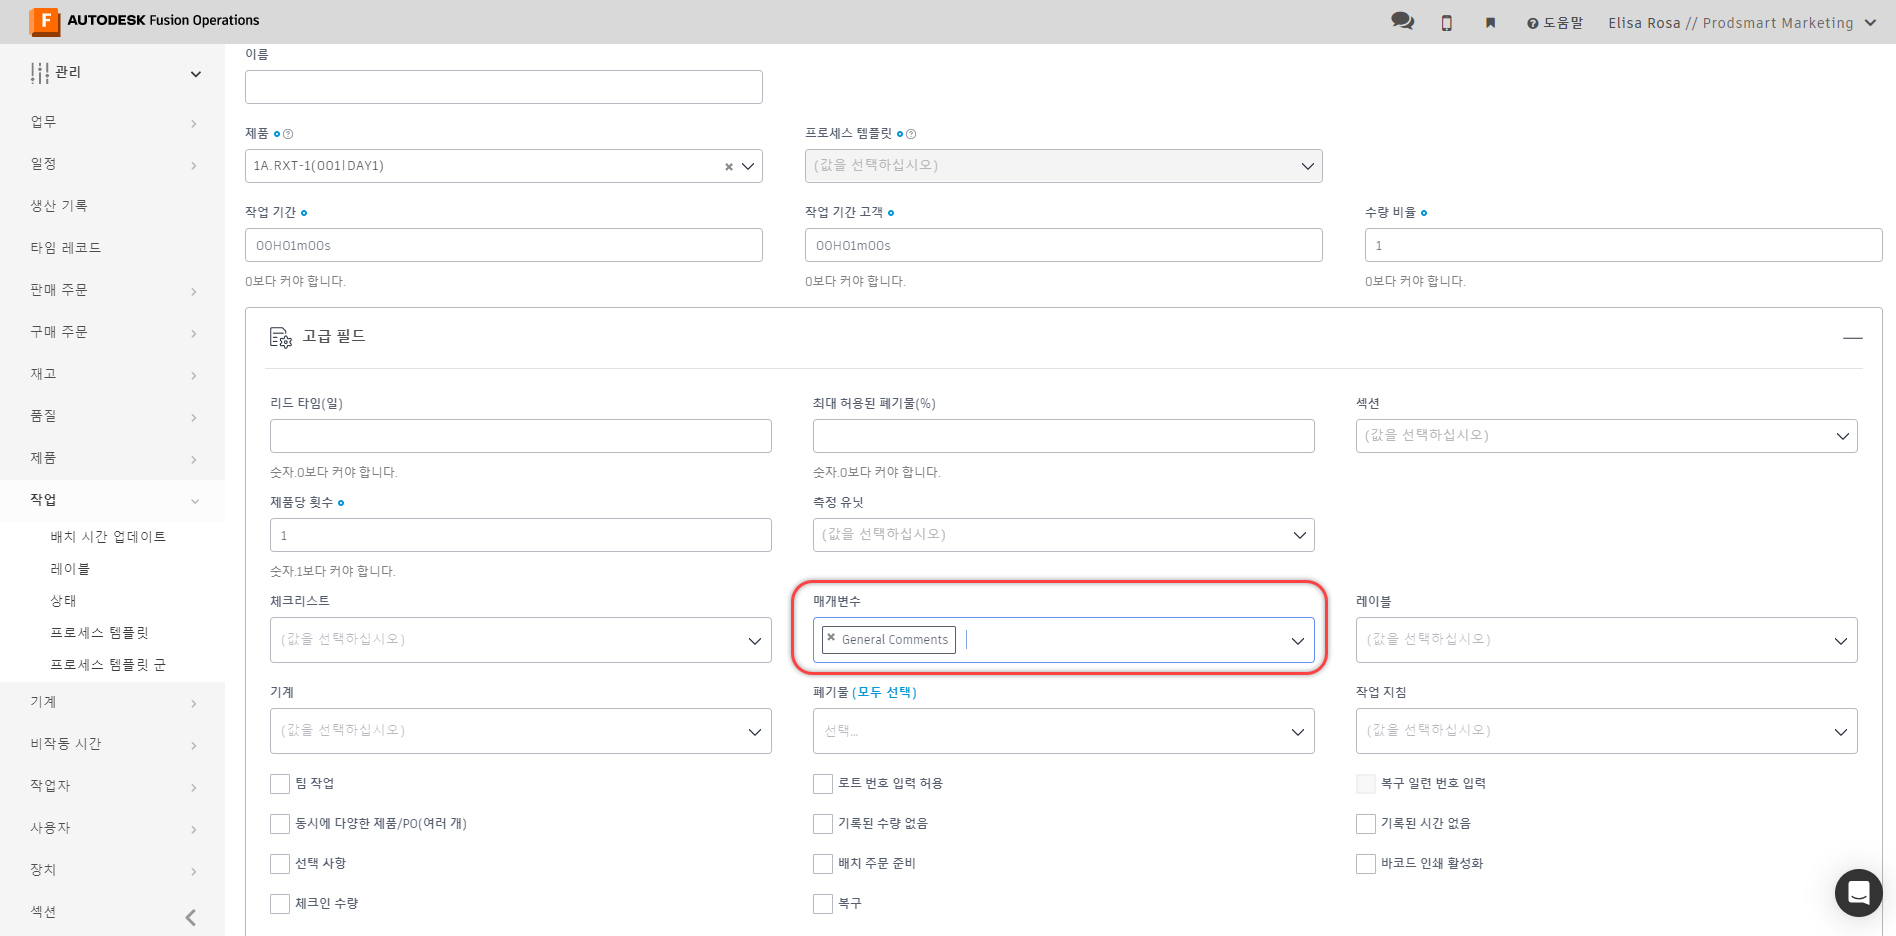 F AUTODESK Fusion Operations
도움말
Elisa Rosa // Prodsmart Marketing
관리
업무
일정
생산 기록
타임 레코드
판매 주문
구매 주문
재고
품질
제품
작업
배치 시간 업데이트
레이블
상태
프로세스 템플릿
프로세스 템플릿 군
기계
비작동 시간
작업자
사용자
장치
섹션
이름
제품
프로세스 템플릿
1A.RXT-1(001|DAY1)
(값을 선택하십시오)
작업 기간
작업 기간 고객
수량 비율
00H01m00s
00H01m00s
1
0보다 커야 합니다.
0보다 커야 합니다.
0보다 커야 합니다.
고급 필드
리드 타임(일)
최대 허용된 폐기물(%)
섹션
(값을 선택하십시오)
숫자.0보다 커야 합니다.
숫자.0보다 커야 합니다.
제품당 횟수
측정 유닛
1
(값을 선택하십시오)
숫자.1보다 커야 합니다.
체크리스트
매개변수
레이블
(값을 선택하십시오)
General Comments
(값을 선택하십시오)
기계
폐기물 (모두 선택)
작업 지침
(값을 선택하십시오)
선택...
(값을 선택하십시오)
팀 작업
로트 번호 입력 허용
복구 일련 번호 입력
동시에 다양한 제품/PO(여러 개)
기록된 수량 없음
기록된 시간 없음
선택 사항
배치 주문 준비
바코드 인쇄 활성화
체크인 수량
복구